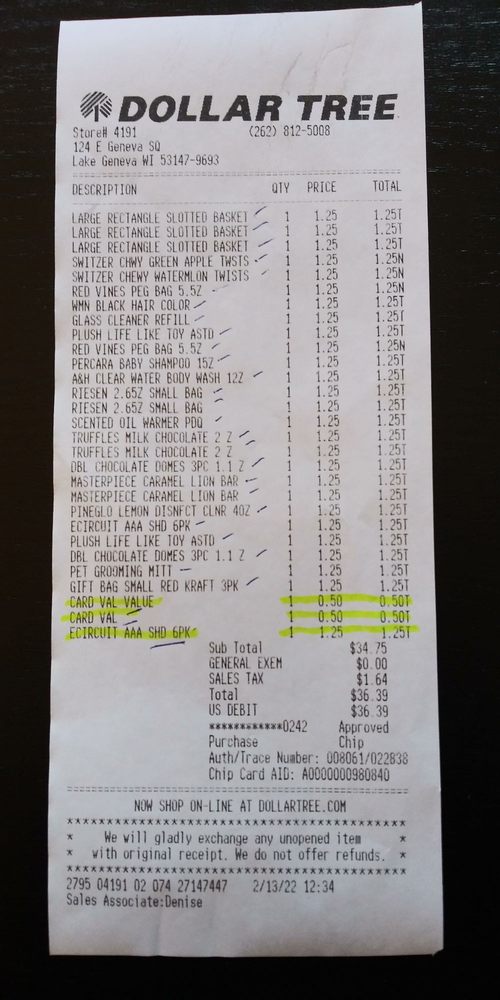 DOLLAR TREE
Store# 4191 (262) 812-5008
124 E Geneva SQ
Lake Geneva WI 53147-9693
DESCRIPTION QTY PRICE TOTAL
LARGE RECTANGLE SLOTTED BASKET 1 1.25 1.25T
LARGE RECTANGLE SLOTTED BASKET 1 1.25 1.25T
LARGE RECTANGLE SLOTTED BASKET 1 1.25 1.25T
SWITZER CHWY GREEN APPLE TWSTS 1 1.25 1.25N
SWITZER CHEWY WATERMLON TWISTS 1 1.25 1.25N
RED VINES PEG BAG 5.5Z 1 1.25 1.25N
WMN BLACK HAIR COLOR 1 1.25 1.25T
GLASS CLEANER REFILL 1 1.25 1.25T
PLUSH LIFE LIKE TOY ASTD 1 1.25 1.25T
RED VINES PEG BAG 5.5Z 1 1.25 1.25N
PERCARA BABY SHAMPOO 15Z 1 1.25 1.25T
A&H CLEAR WATER BODY WASH 12Z 1 1.25 1.25T
RIESEN 2.65Z SMALL BAG 1 1.25 1.25T
RIESEN 2.65Z SMALL BAG 1 1.25 1.25T
SCENTED OIL WARMER PDQ 1 1.25 1.25T
TRUFFLES MILK CHOCOLATE 2 Z 1 1.25 1.25T
TRUFFLES MILK CHOCOLATE 2 Z 1 1.25 1.25T
DBL CHOCOLATE DOMES 3PC 1.1 Z 1 1.25 1.25T
MASTERPIECE CARAMEL LION BAR 1 1.25 1.25T
MASTERPIECE CARAMEL LION BAR 1 1.25 1.25T
PINEGLO LEMON DISNFCT CLNR 40Z 1 1.25 1.25T
ECIRCUIT AAA SHD 6PK 1 1.25 1.25T
PLUSH LIFE LIKE TOY ASTD 1 1.25 1.25T
DBL CHOCOLATE DOMES 3PC 1.1 Z 1 1.25 1.25T
PET GROOMING MITT 1 1.25 1.25T
GIFT BAG SMALL RED KRAFT 3PK 1 1.25 1.25T
CARD VAL VALUE 1 0.50 0.50T
CARD VAL 1 0.50 0.50T
ECIRCUIT AAA SHD 6PK 1 1.25 1.25T
Sub Total $34.75
GENERAL EXEM $0.00
SALES TAX $1.64
Total $36.39
US DEBIT $36.39
************0242 Approved
Purchase Chip
Auth/Trace Number: 008061/022838
Chip Card AID: A0000000980840
NOW SHOP ON-LINE AT DOLLARTREE.COM
* We will gladly exchange any unopened item *
* with original receipt. We do not offer refunds. *
2795 04191 02 074 27147447 2/13/22 12:34
Sales Associate:Denise